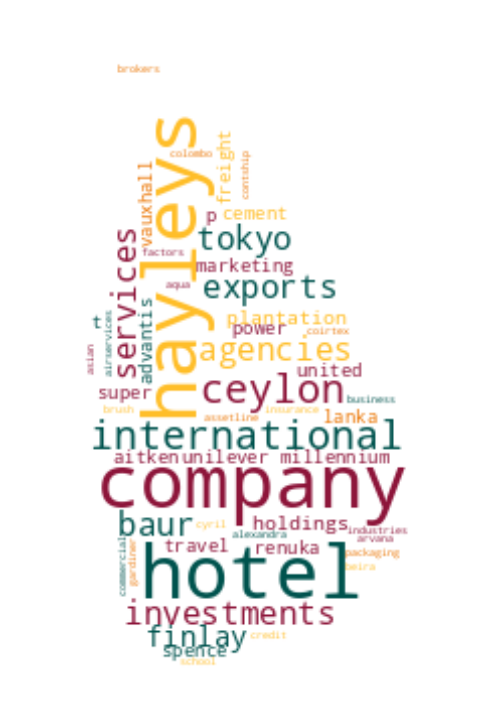 brokers
hayleys
colombo
freight
contship
vauxhall
p
cement
services
tokyo
factors
marketing
aqua
exports
advantis
t
airservices
plantation
power
coirtex
asian
agencies
united
super
ceylon
business
brush
assetline
insurance
lanka
international
aitken
unilever
millennium
company
baur
cyril
holdings
industries
alexandra
arvana
commercial
gardiner
travel
renuka
packaging
hotel
beira
investments
finlay
credit
spence
school